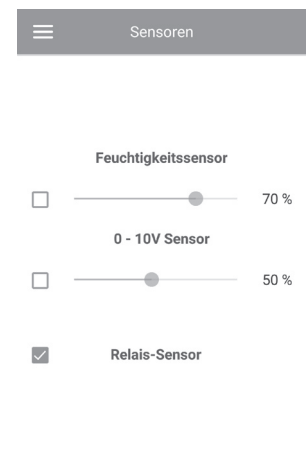 Sensoren
Feuchtigkeitssensor
70 %
0 - 10V Sensor
50 %
Relais-Sensor